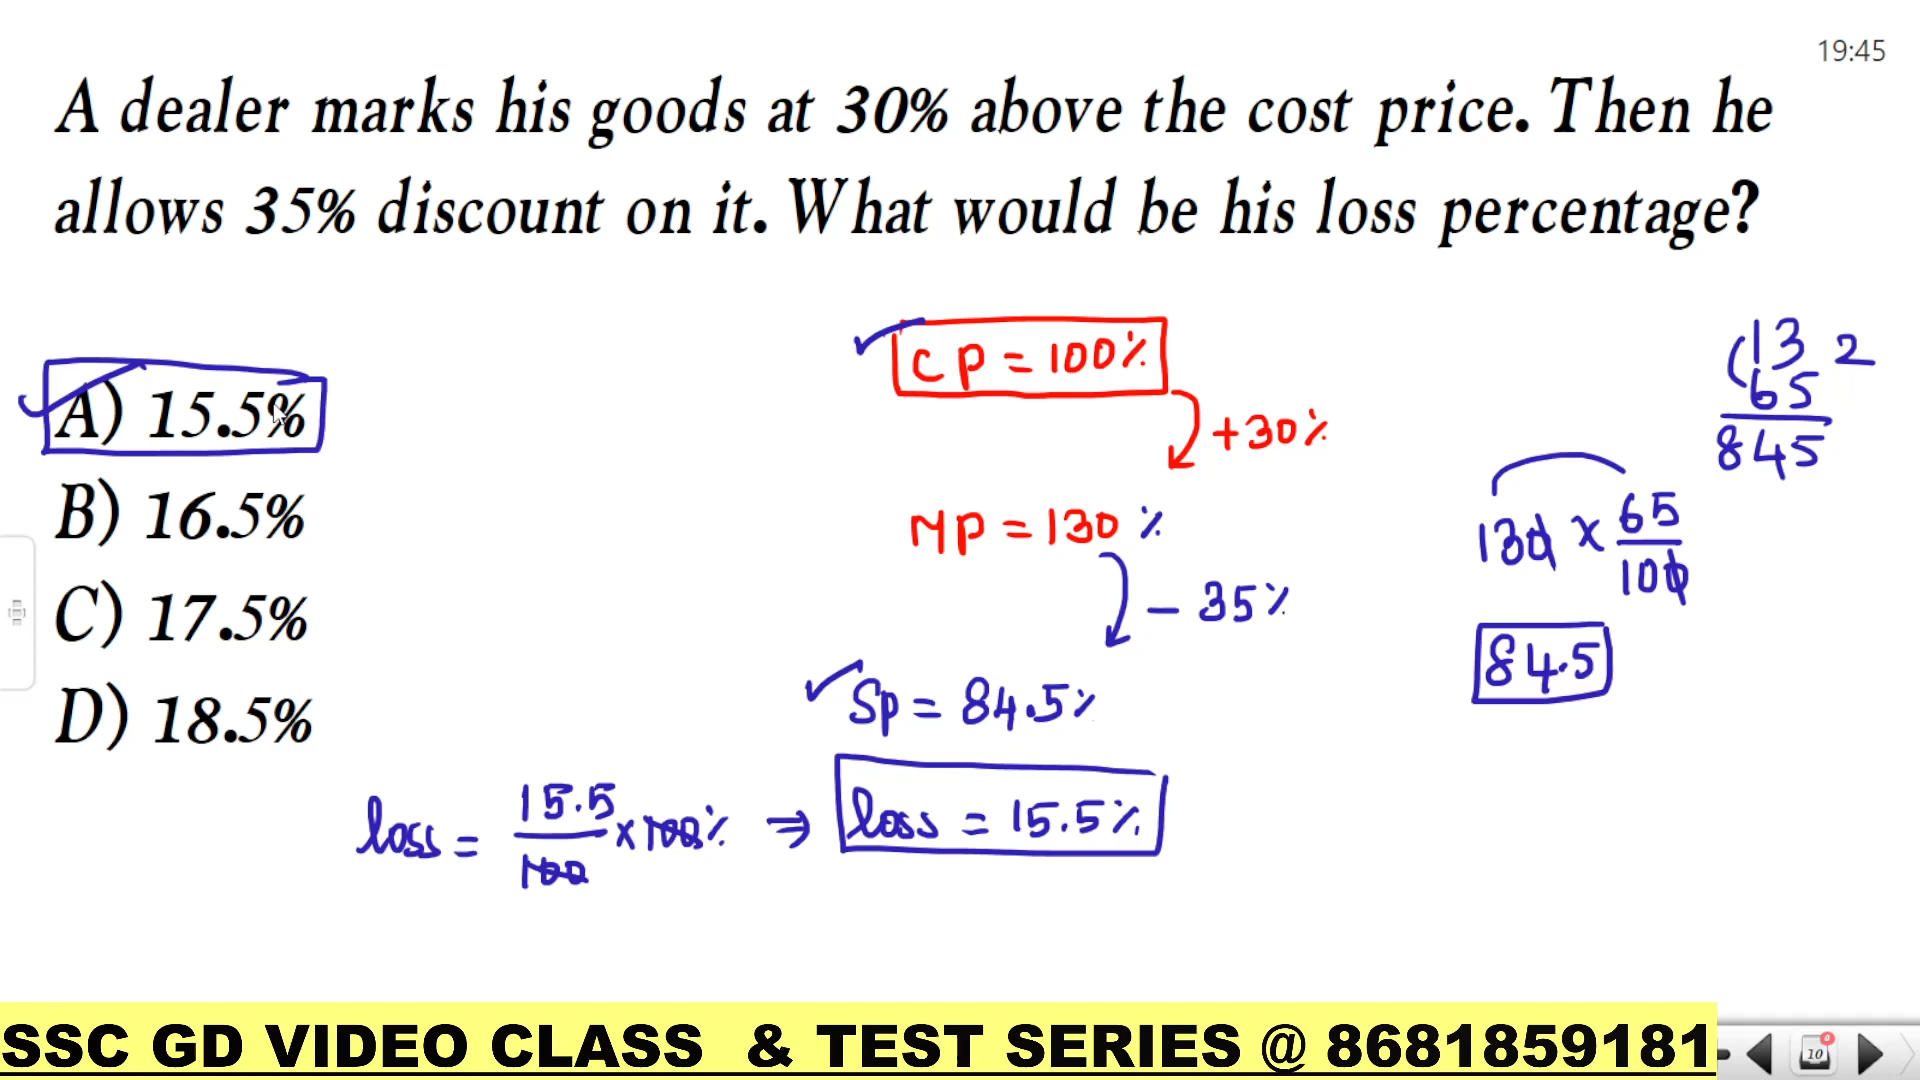 19:45
A dealer marks his goods at 30% above the cost price. Then he
allows 35% discount on it. What would be his loss percentage?
A) 15.5%
B) 16.5%
C) 17.5%
D) 18.5%
CP = 100%
+30%
MP = 130%
- 35%
SP = 84.5%
loss = 15.5/100 × 100% ⇒ loss = 15.5%
13 2
65
845
130 × 65/100
84.5
SSC GD VIDEO CLASS & TEST SERIES @ 8681859181
10
0